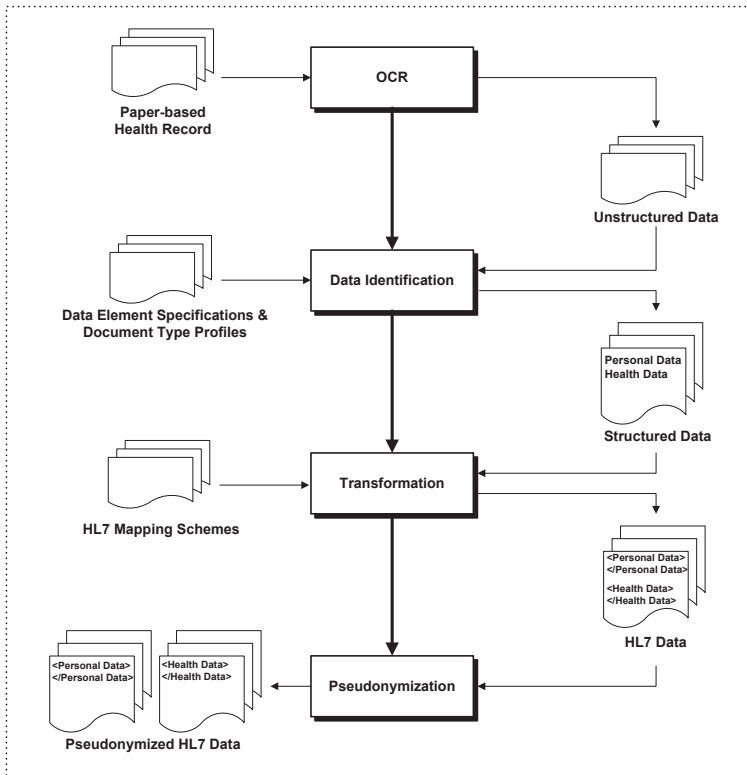 OCR
Paper-based
Health Record
Unstructured Data
Data Identification
Data Element Specifications &
Document Type Profiles
Personal Data
Health Data
Structured Data
Transformation
HL7 Mapping Schemes
<Personal Data>
</Personal Data>
<Health Data>
</Health Data>
HL7 Data
Pseudonymization
<Personal Data>
</Personal Data>
<Health Data>
</Health Data>
Pseudonymized HL7 Data